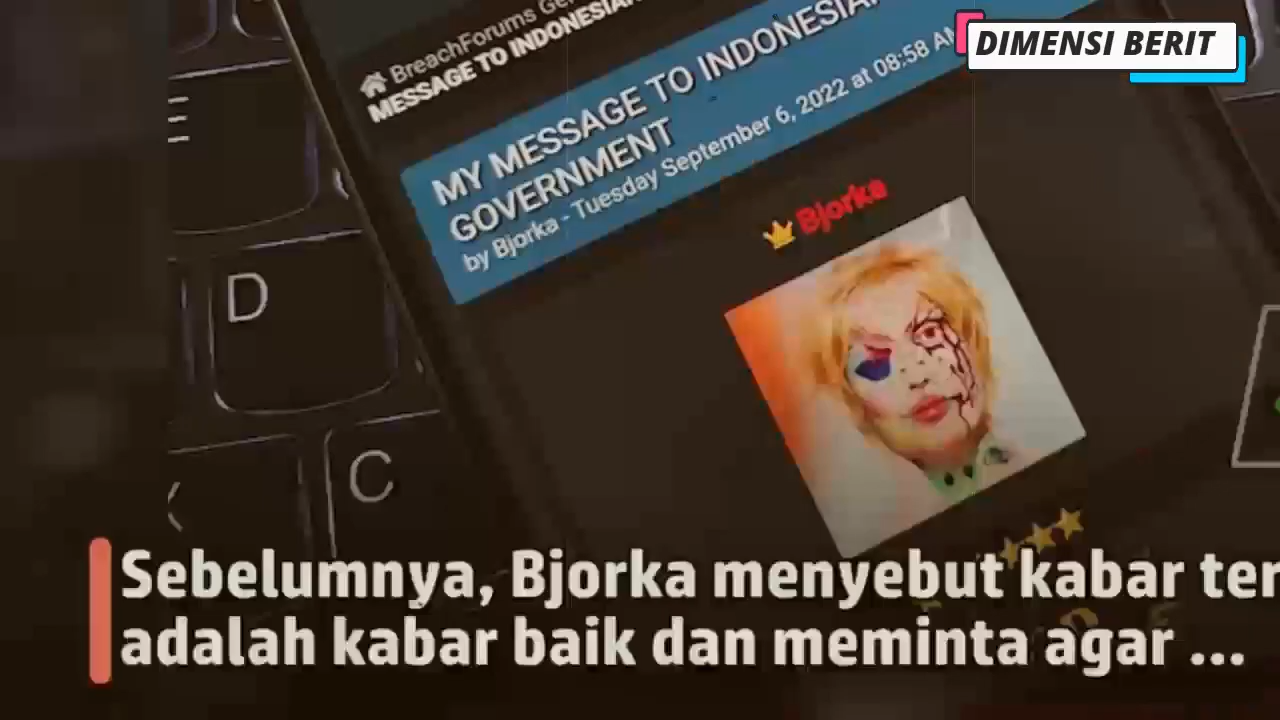 DIMENSI BERIT
BreachForums
MESSAGE TO INDONESIAN
MY MESSAGE TO INDONESIAN
GOVERNMENT
by Bjorka - Tuesday September 6, 2022 at 08:58 AM
Bjorka
D
C
Sebelumnya, Bjorka menyebut kabar ter
adalah kabar baik dan meminta agar ...